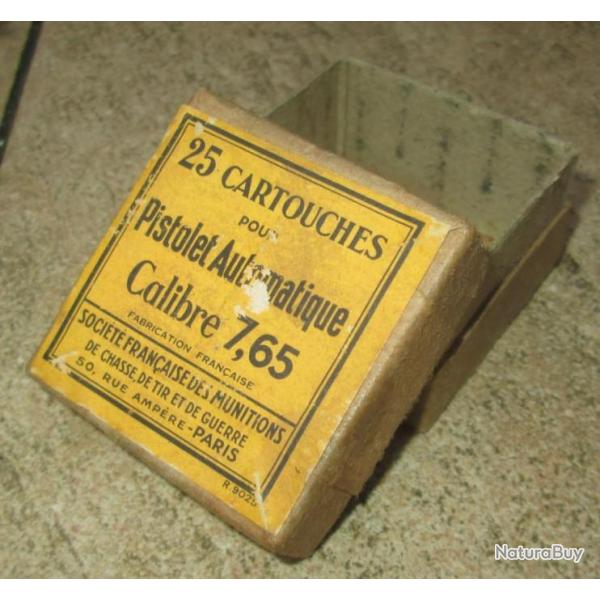 25 CARTOUCHES
POUR
Pistolet Automatique
Calibre 7,65
FABRICATION FRANÇAISE
SOCIÉTÉ FRANÇAISE DES MUNITIONS
DE CHASSE, DE TIR ET DE GUERRE
50, RUE AMPÈRE - PARIS
NaturaBuy